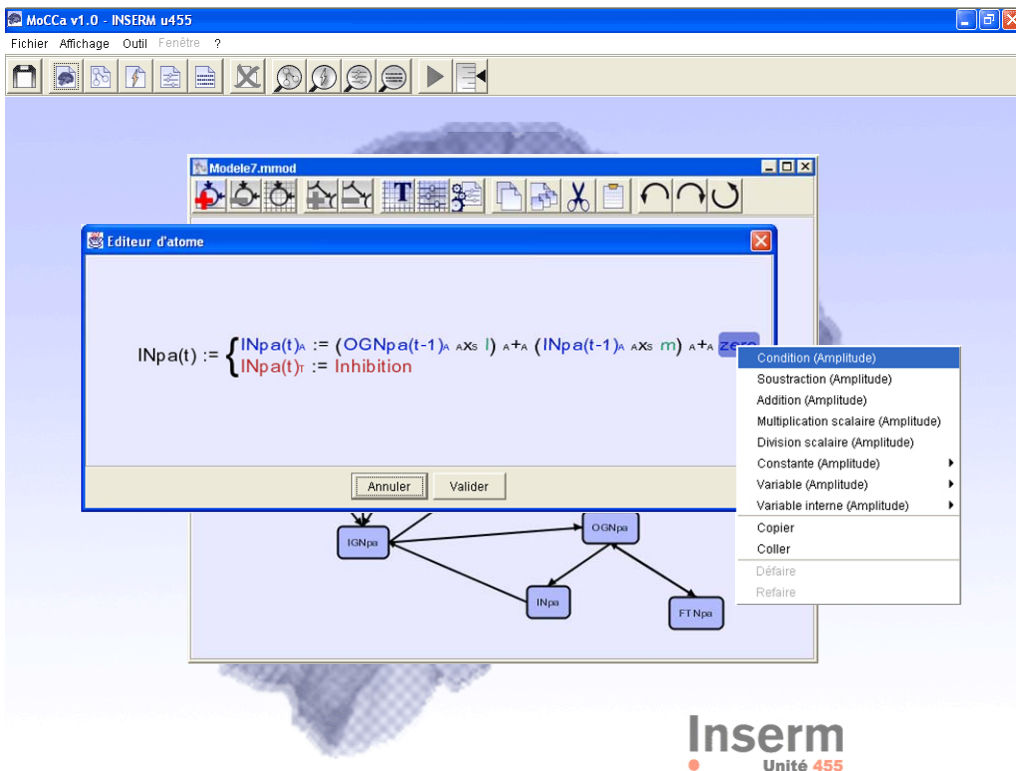 MoCCa v1.0 - INSERM u455
Fichier Affichage Outil Fenêtre ?
Modele7.mmod
Editeur d'atome
INpa(t) := {
INpa(t)A := (OGNpa(t-1)A AxS l) A+A (INpa(t-1)A AxS m) A+A zero
INpa(t)T := Inhibition
Annuler Valider
Condition (Amplitude)
Soustraction (Amplitude)
Addition (Amplitude)
Multiplication scalaire (Amplitude)
Division scalaire (Amplitude)
Constante (Amplitude)
Variable (Amplitude)
Variable interne (Amplitude)
Copier
Coller
Défaire
Refaire
IGNpa
OGNpa
INpa
FTNpa
Inserm
Unité 455